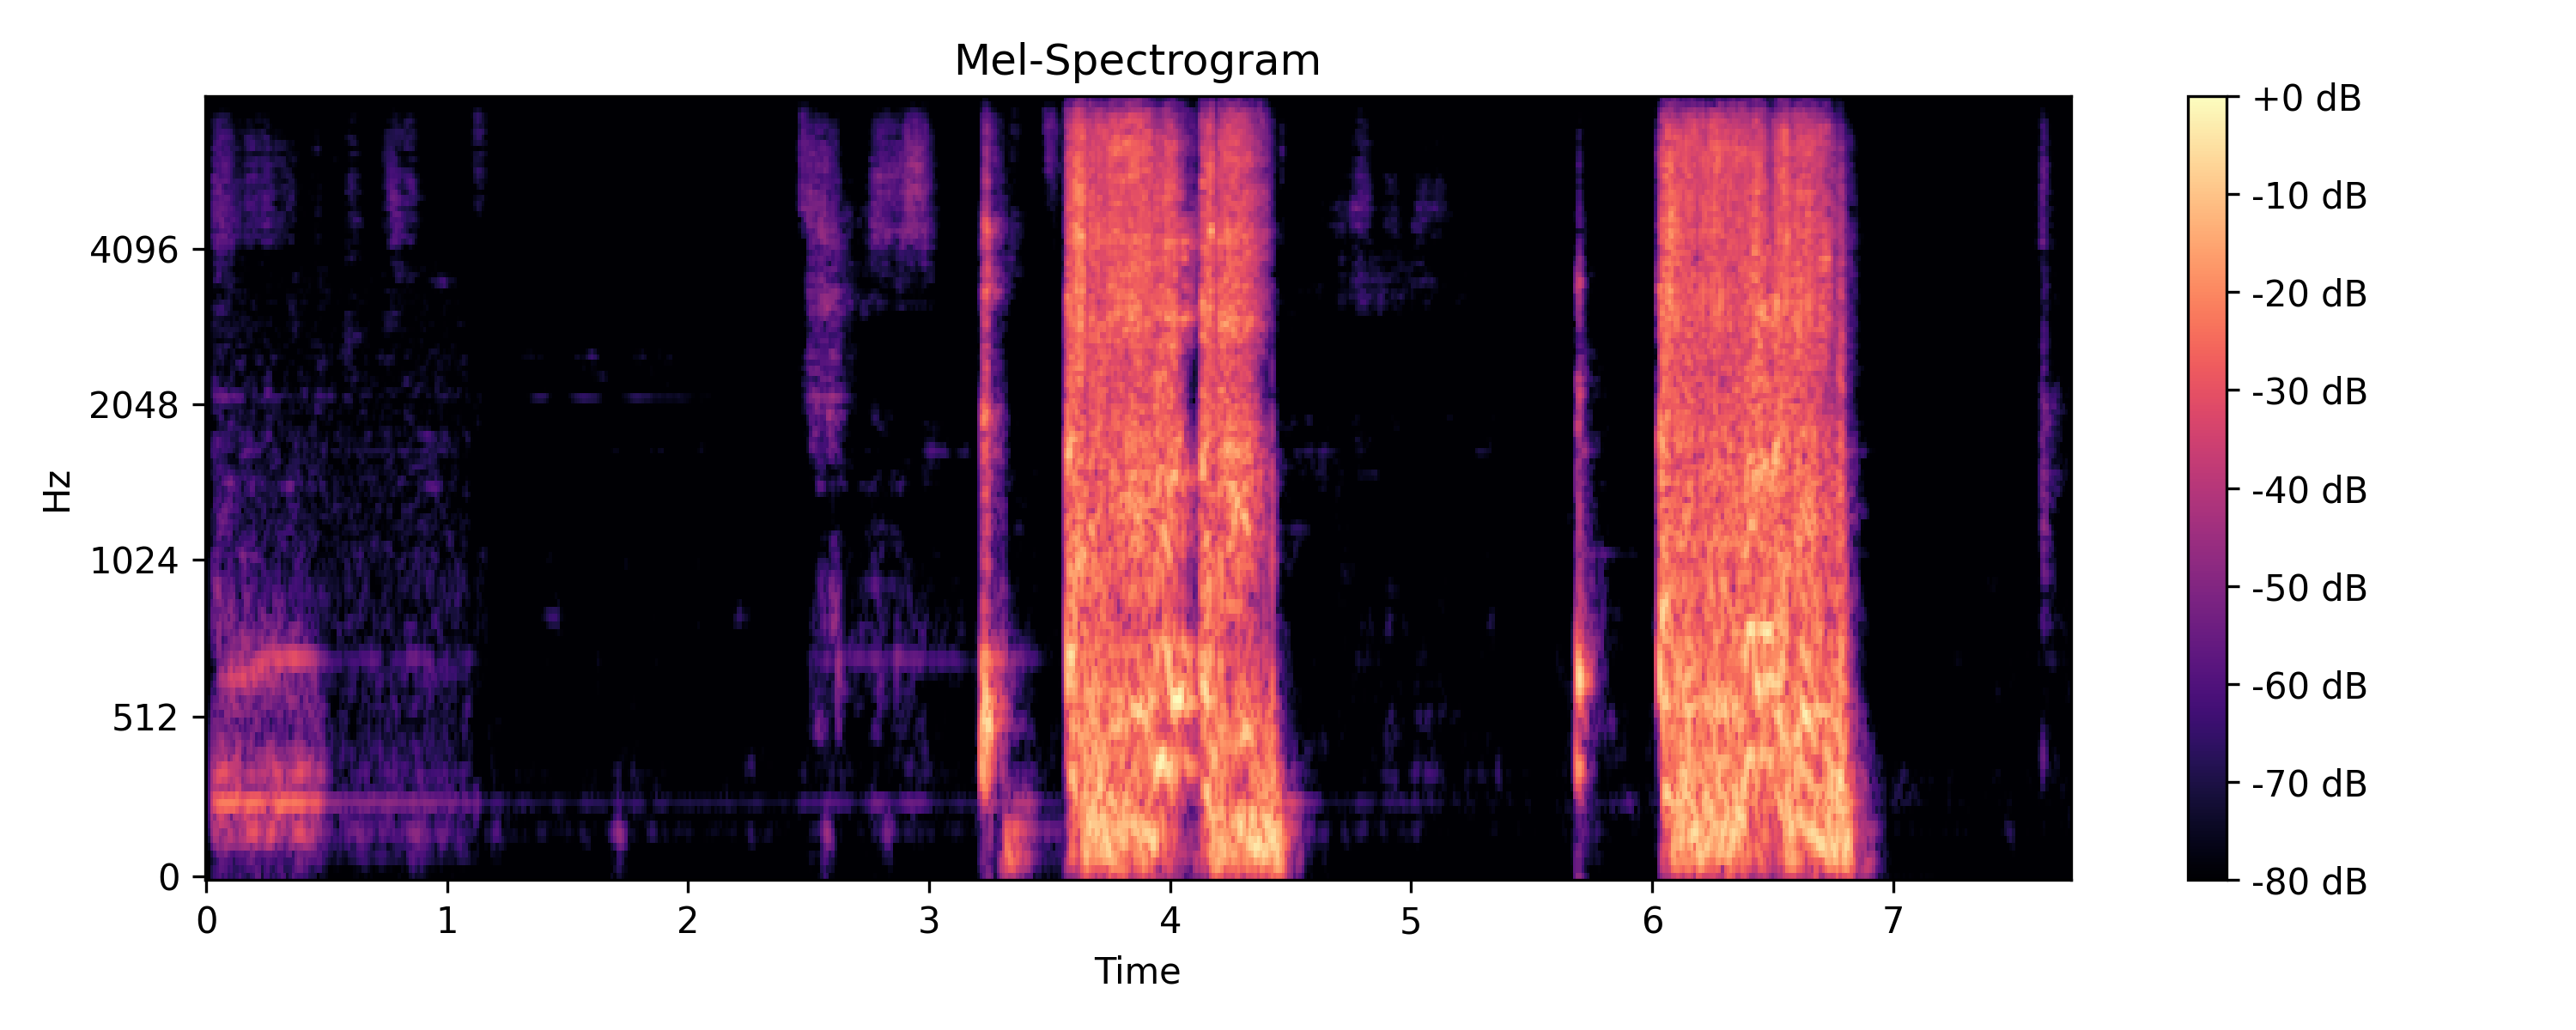 Mel-Spectrogram
Hz
4096
2048
1024
512
0
0 1 2 3 4 5 6 7
Time
+0 dB
-10 dB
-20 dB
-30 dB
-40 dB
-50 dB
-60 dB
-70 dB
-80 dB